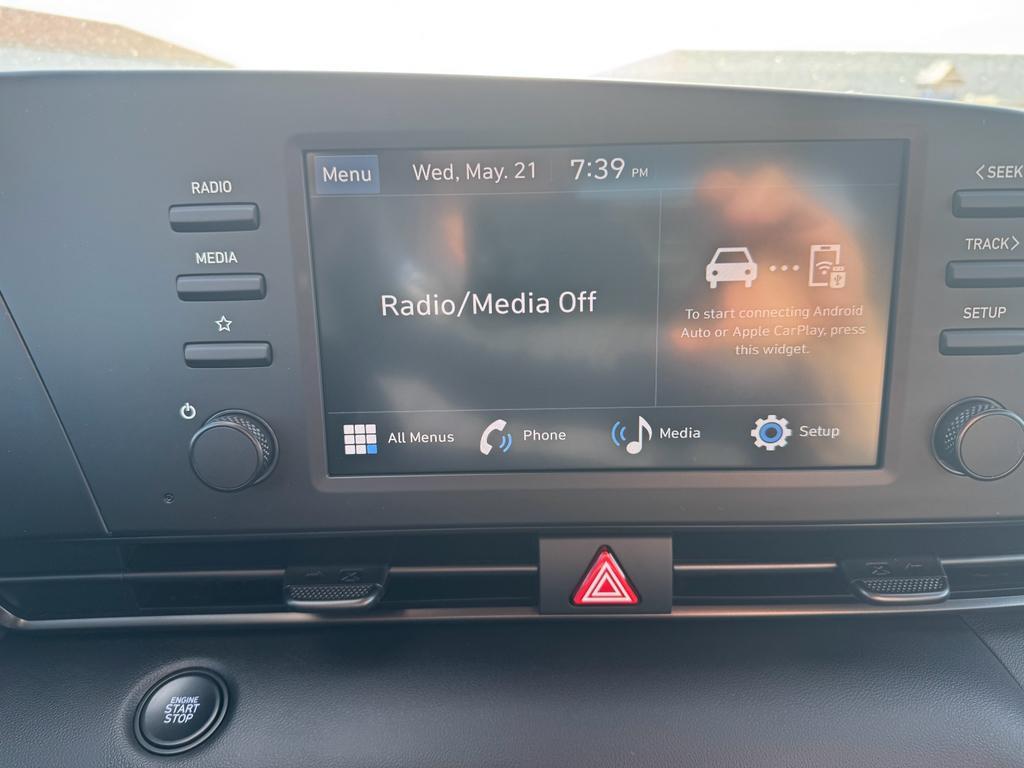 RADIO
MEDIA
Menu
Wed, May. 21
7:39 PM
Radio/Media Off
To start connecting Android
Auto or Apple CarPlay, press
this widget.
All Menus
Phone
Media
Setup
<SEEK
TRACK>
SETUP
ENGINE
START
STOP